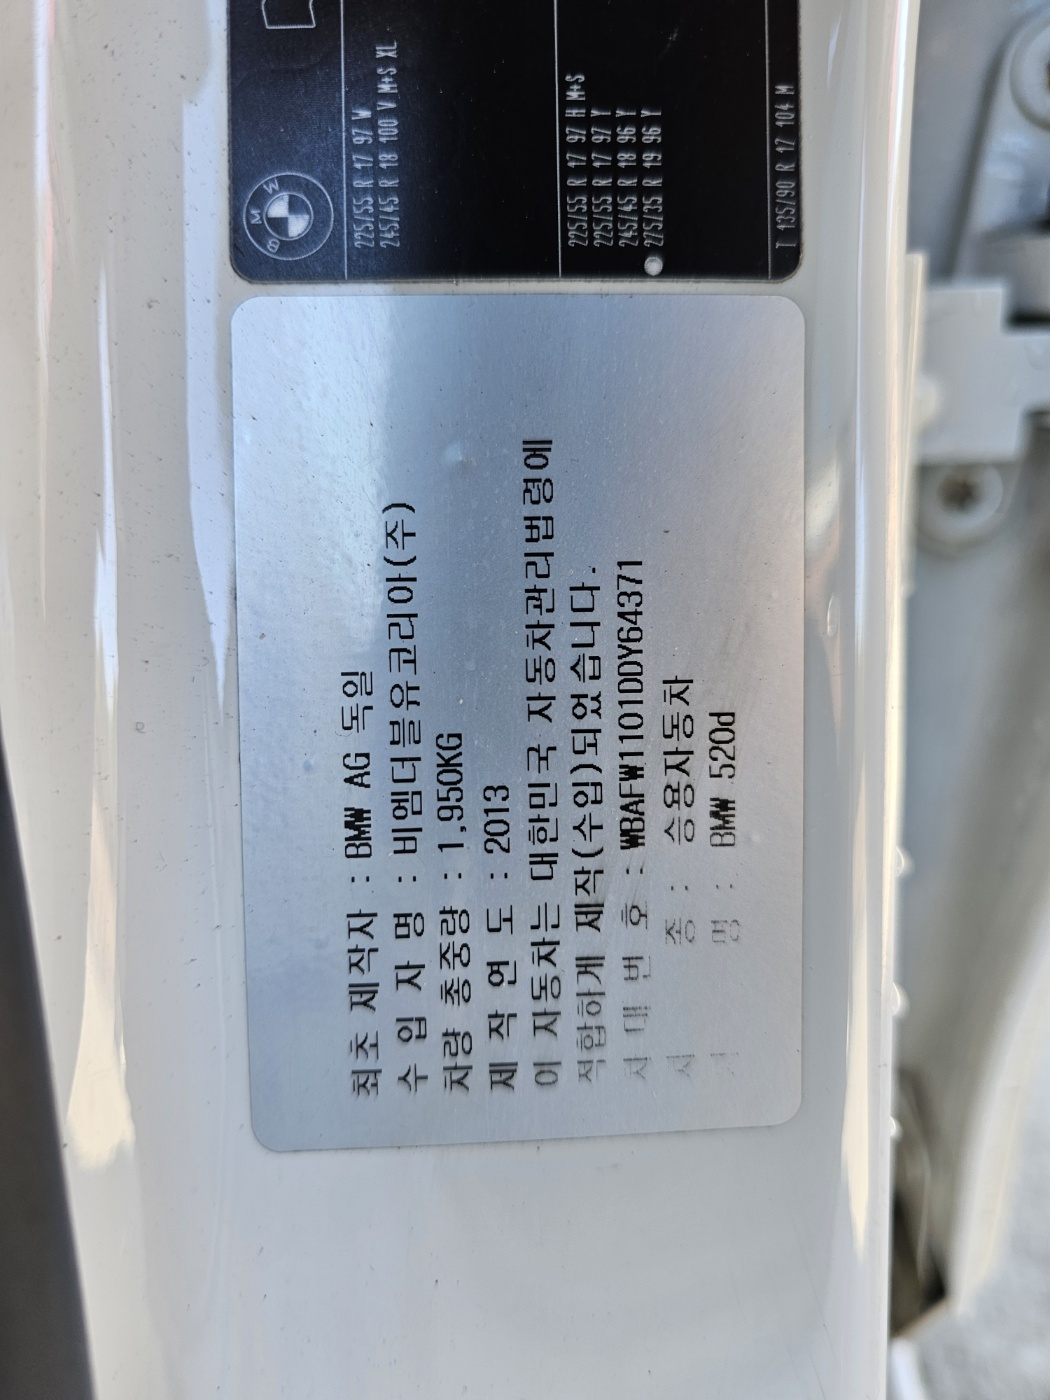 BMW
225/55 R 17 97 W
245/45 R 18 100 V M+S XL
225/55 R 17 97 H M+S
225/55 R 17 97 Y
245/45 R 18 96 Y
275/35 R 19 96 Y
T 135/90 R 17 104 M
최초 제작자 : BMW AG 독일
수 입 자 명 : 비엠더블유코리아(주)
차량 총중량 : 1,950KG
제 작 연 도 : 2013
이 자동차는 대한민국 자동차관리법령에
적합하게 제작(수입)되었습니다.
차 대 번 호 : WBAFW1101DDY64371
차 종 : 승용자동차
차 명 : BMW 520d